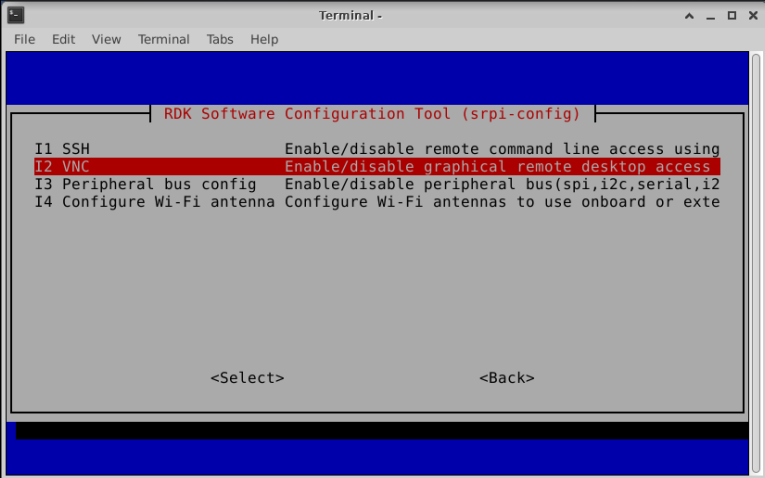 Terminal -
File Edit View Terminal Tabs Help
RDK Software Configuration Tool (srpi-config)
I1 SSH Enable/disable remote command line access using
I2 VNC Enable/disable graphical remote desktop access
I3 Peripheral bus config Enable/disable peripheral bus(spi,i2c,serial,i2
I4 Configure Wi-Fi antenna Configure Wi-Fi antennas to use onboard or exte
<Select> <Back>